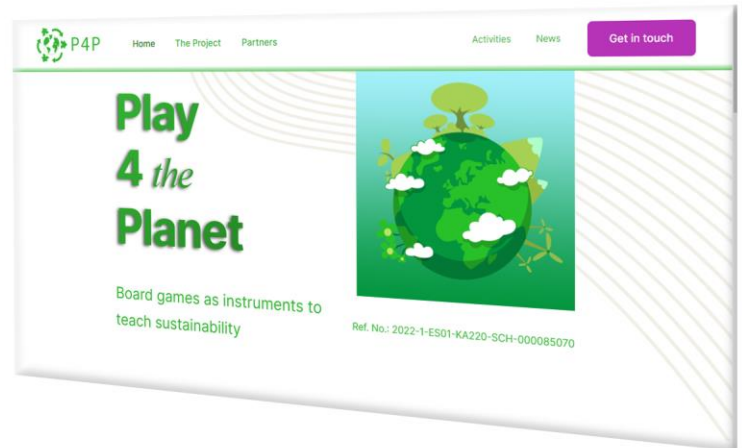 P4P
Home The Project Partners Activities News Get in touch
Play
4 the
Planet
Board games as instruments to
teach sustainability
Ref. No.: 2022-1-ES01-KA220-SCH-000085070